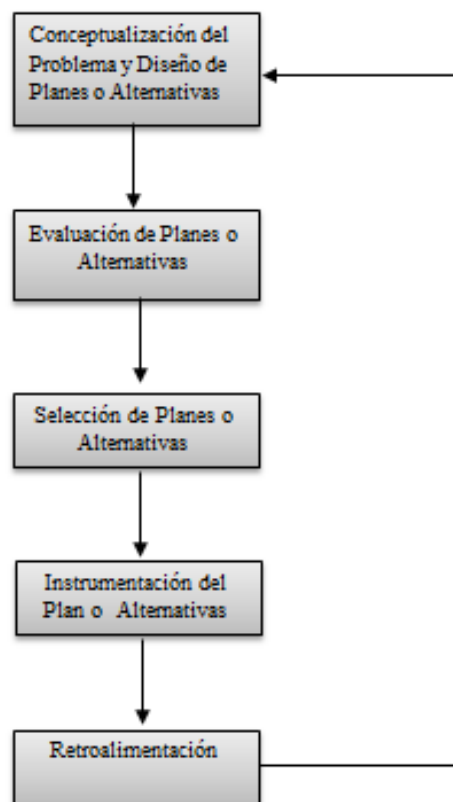 Conceptualización del
Problema y Diseño de
Planes o Alternativas
Evaluación de Planes o
Alternativas
Selección de Planes o
Alternativas
Instrumentación del
Plan o Alternativas
Retroalimentación